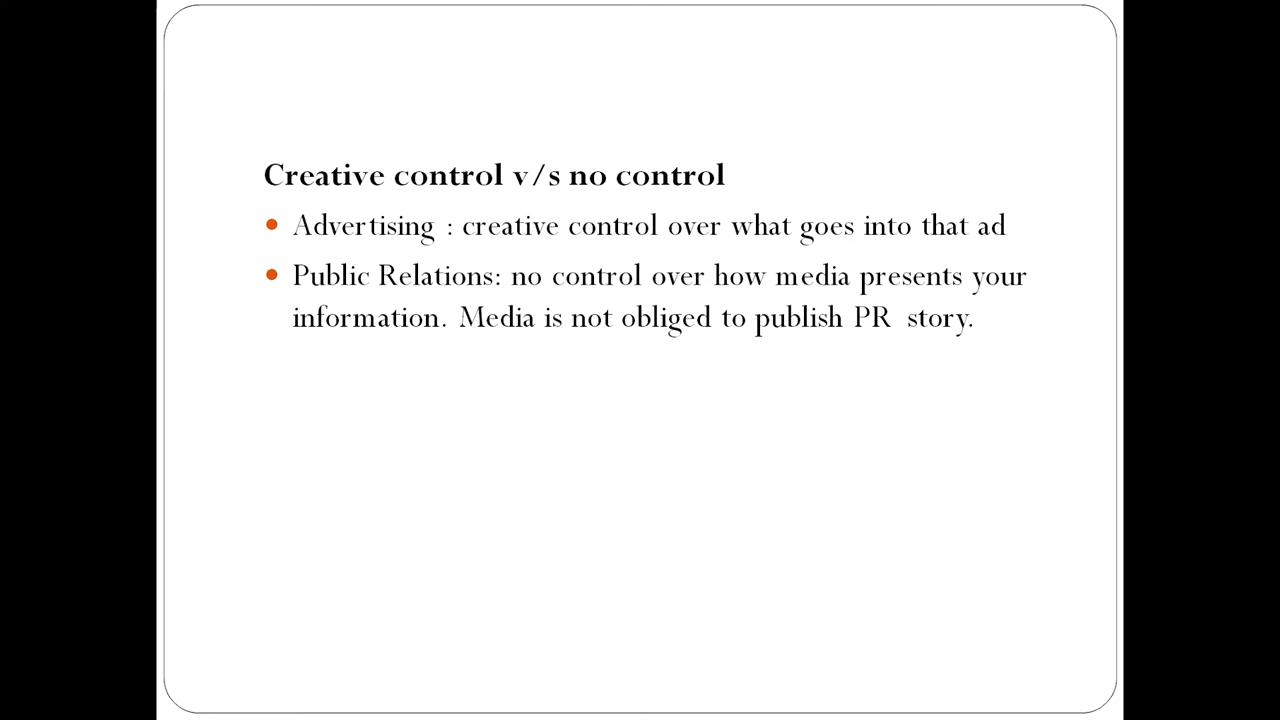 Creative control v/s no control
• Advertising : creative control over what goes into that ad
• Public Relations: no control over how media presents your
information. Media is not obliged to publish PR story.